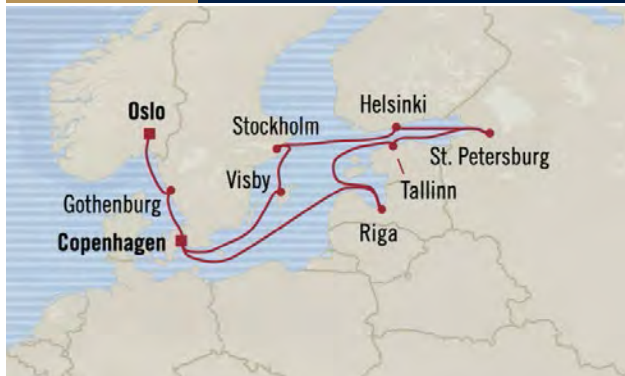 Oslo
Helsinki
Stockholm
St. Petersburg
Visby
Tallinn
Gothenburg
Riga
Copenhagen